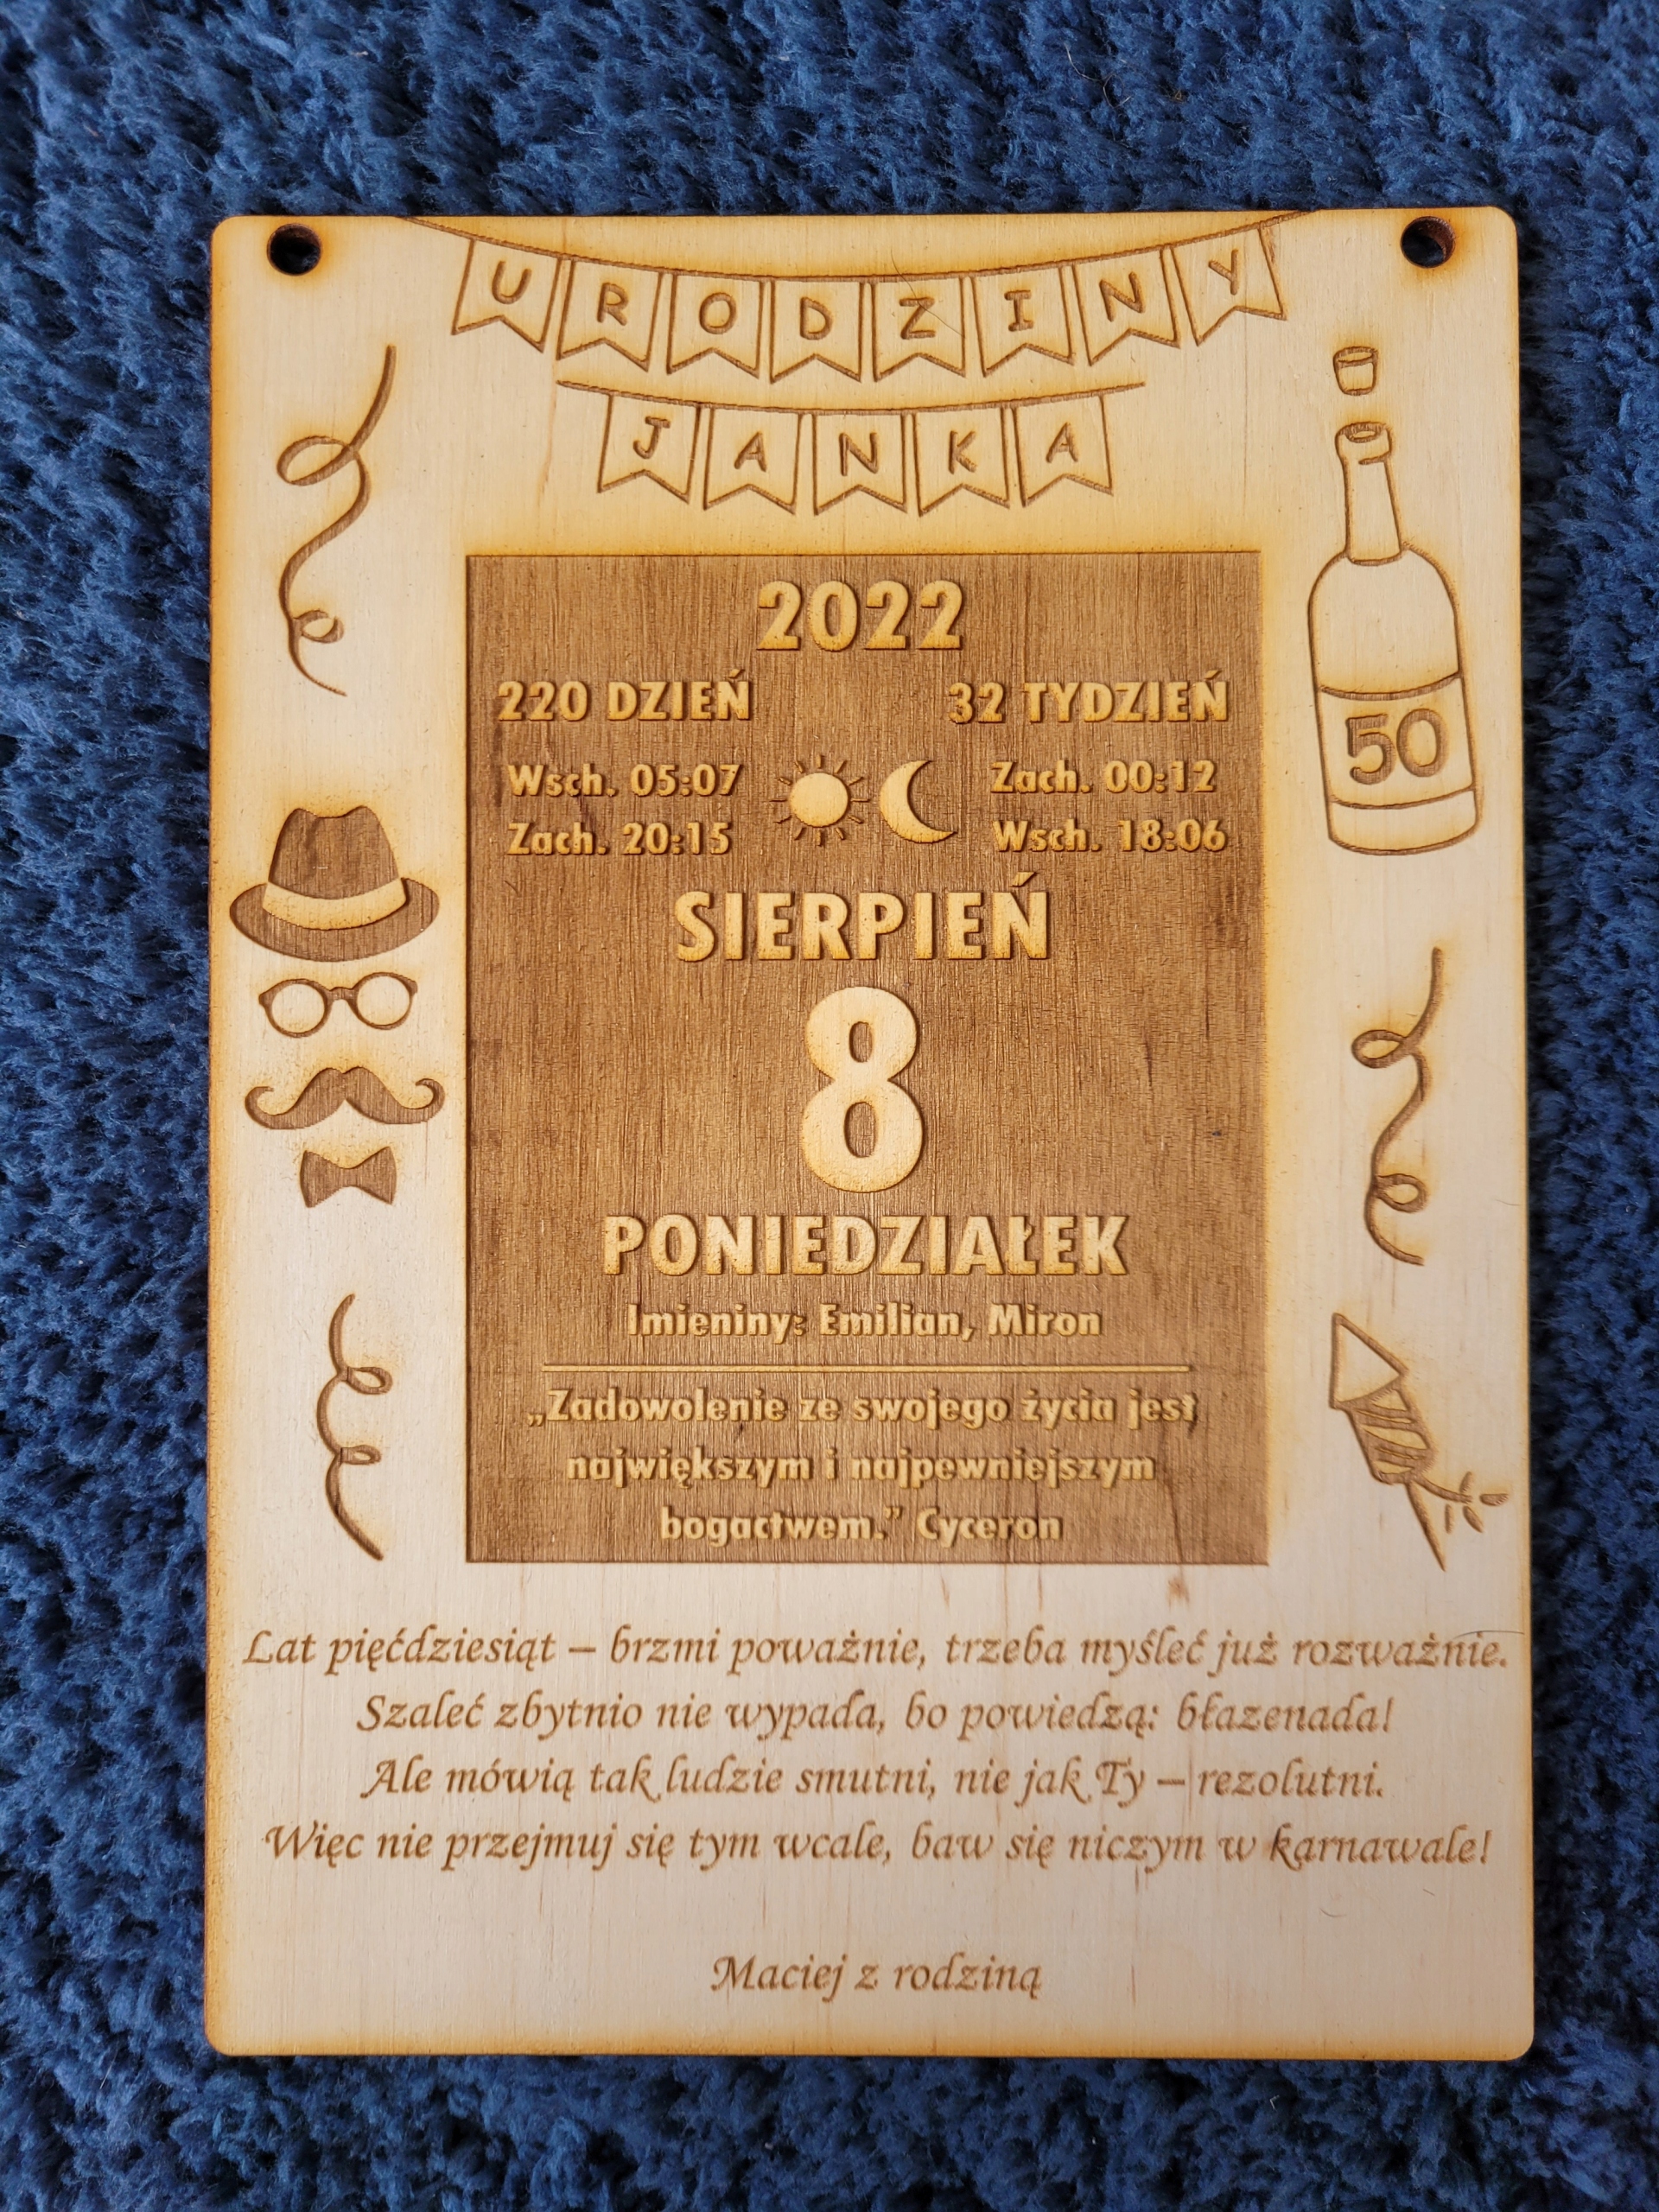 URODZINY
JANKA
2022
220 DZIEŃ 32 TYDZIEŃ
Wsch. 05:07 Zach. 00:12
Zach. 20:15 Wsch. 18:06
SIERPIEŃ
8
PONIEDZIAŁEK
Imieniny: Emilian, Miron
„Zadowolenie ze swojego życia jest
największym i najpewniejszym
bogactwem.” Cyceron
50
Lat pięćdziesiąt – brzmi poważnie, trzeba myśleć już rozważnie.
Szaleć zbytnio nie wypada, bo powiedzą: błazenada!
Ale mówią tak ludzie smutni, nie jak Ty – rezolutni.
Więc nie przejmuj się tym wcale, baw się niczym w karnawale!
Maciej z rodziną